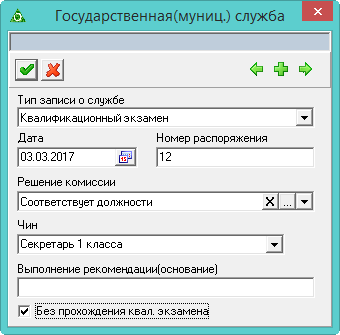 Государственная(муниц.) служба
Тип записи о службе
Квалификационный экзамен
Дата Номер распоряжения
03.03.2017 15 12
Решение комиссии
Соответствует должности X ...
Чин
Секретарь 1 класса
Выполнение рекомендации(основание)
Без прохождения квал. экзамена